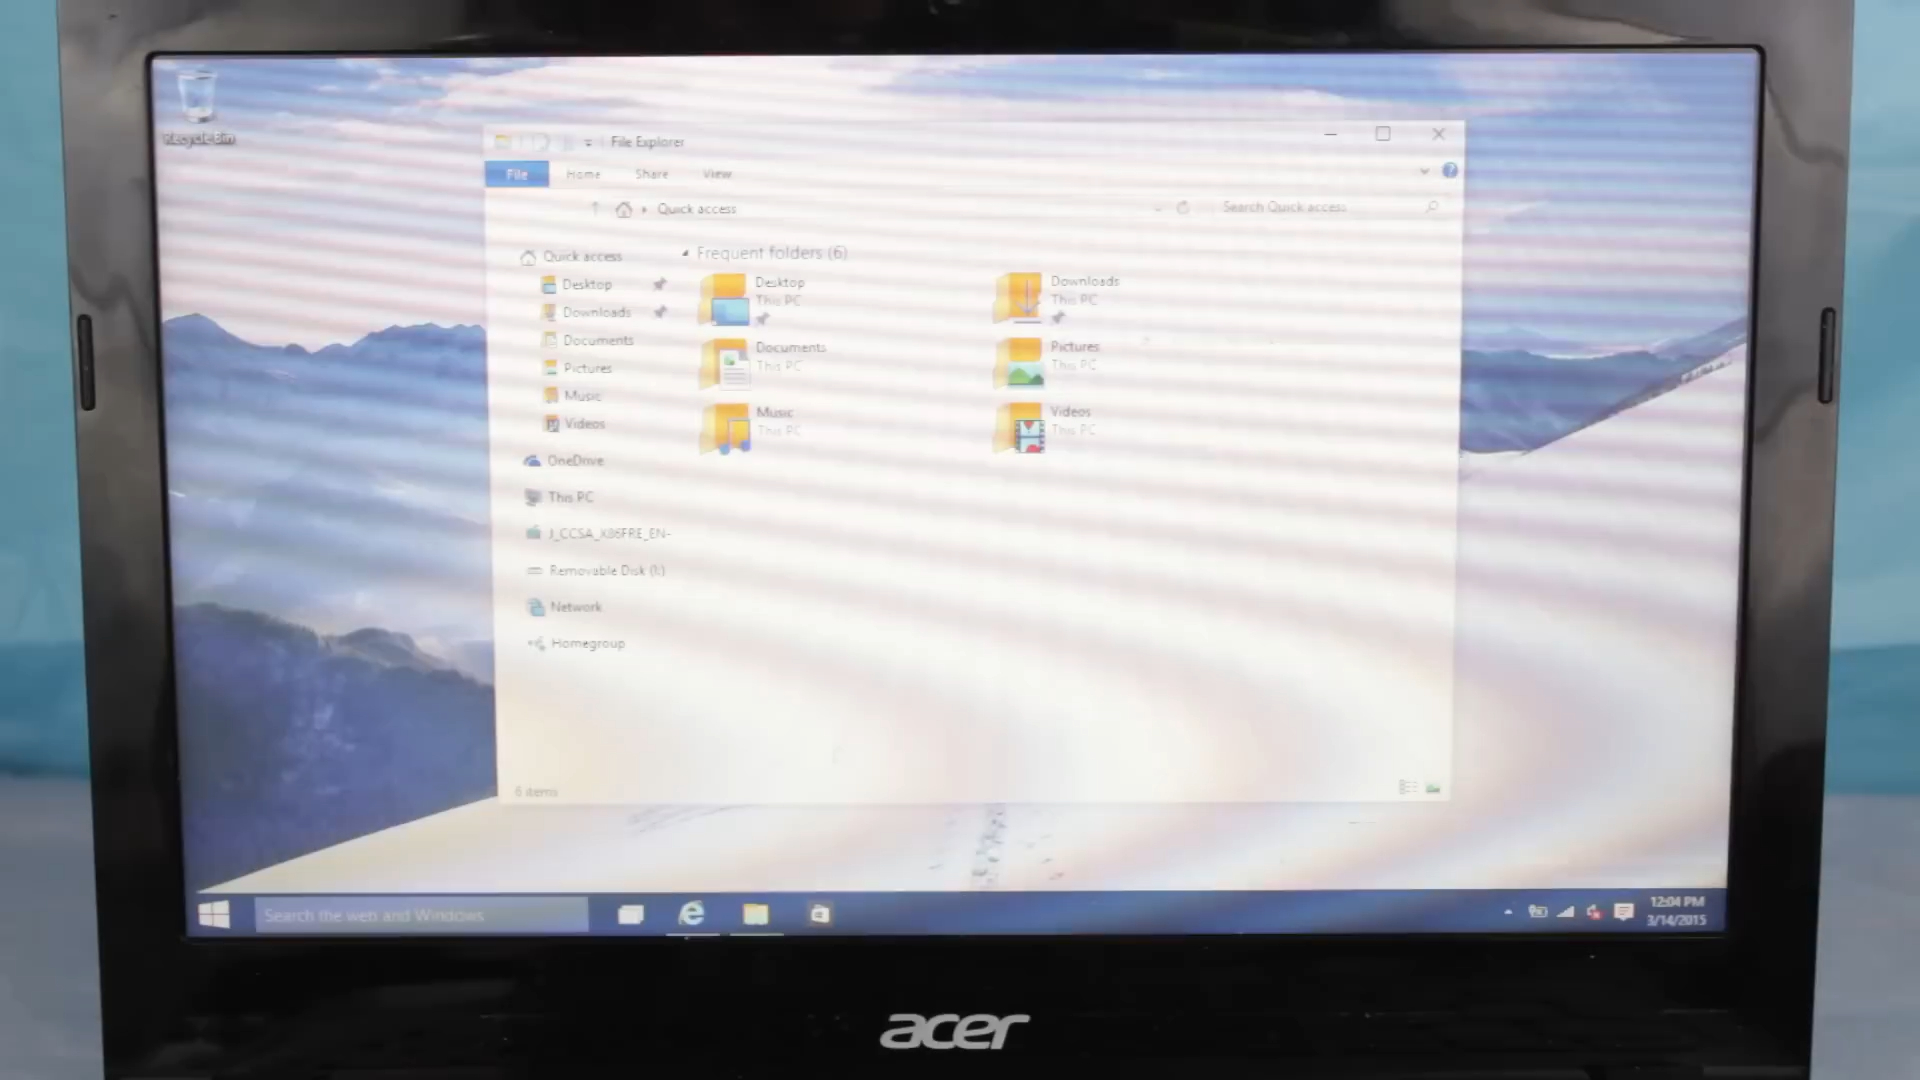 Recycle Bin
File Explorer
File Home Share View
Quick access
Search Quick access
Quick access
Desktop
Downloads
Documents
Pictures
Music
Videos
OneDrive
This PC
J_CCSA_X86FRE_EN-
Removable Disk (I:)
Network
Homegroup
Frequent folders (6)
Desktop
This PC
Downloads
This PC
Documents
This PC
Pictures
This PC
Music
This PC
Videos
This PC
6 items
Search the web and Windows
12:04 PM
3/14/2015
acer